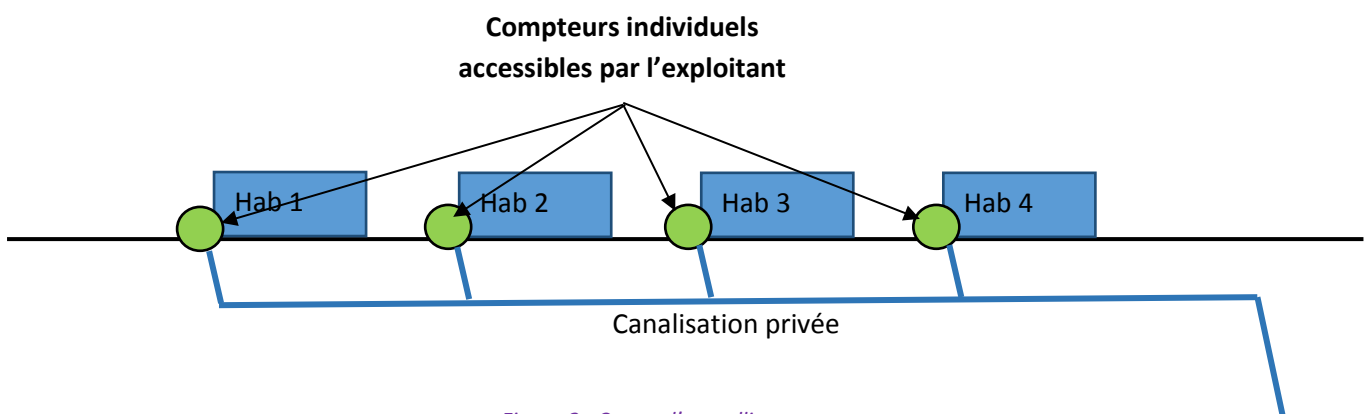 Compteurs individuels
accessibles par l’exploitant
Hab 1
Hab 2
Hab 3
Hab 4
Canalisation privée